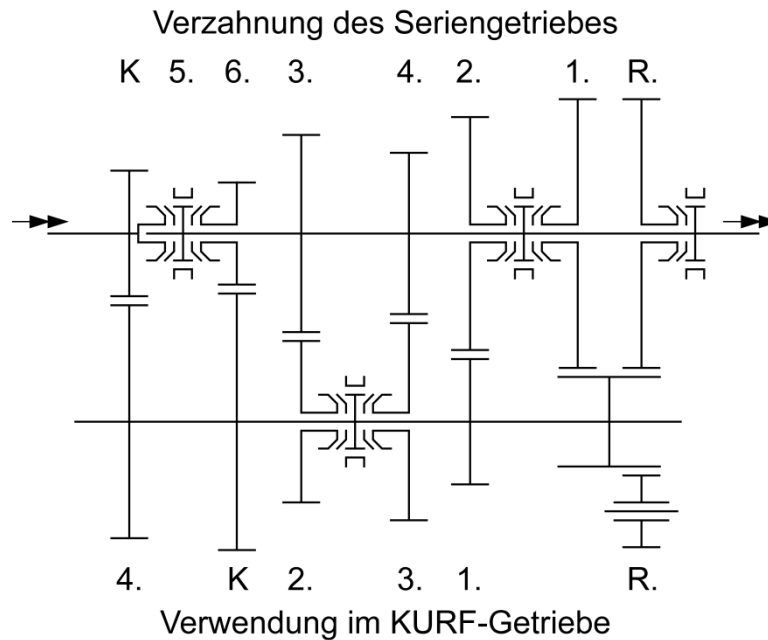 Verzahnung des Seriengetriebes
K 5. 6. 3. 4. 2. 1. R.
4. K 2. 3. 1. R.
Verwendung im KURF-Getriebe